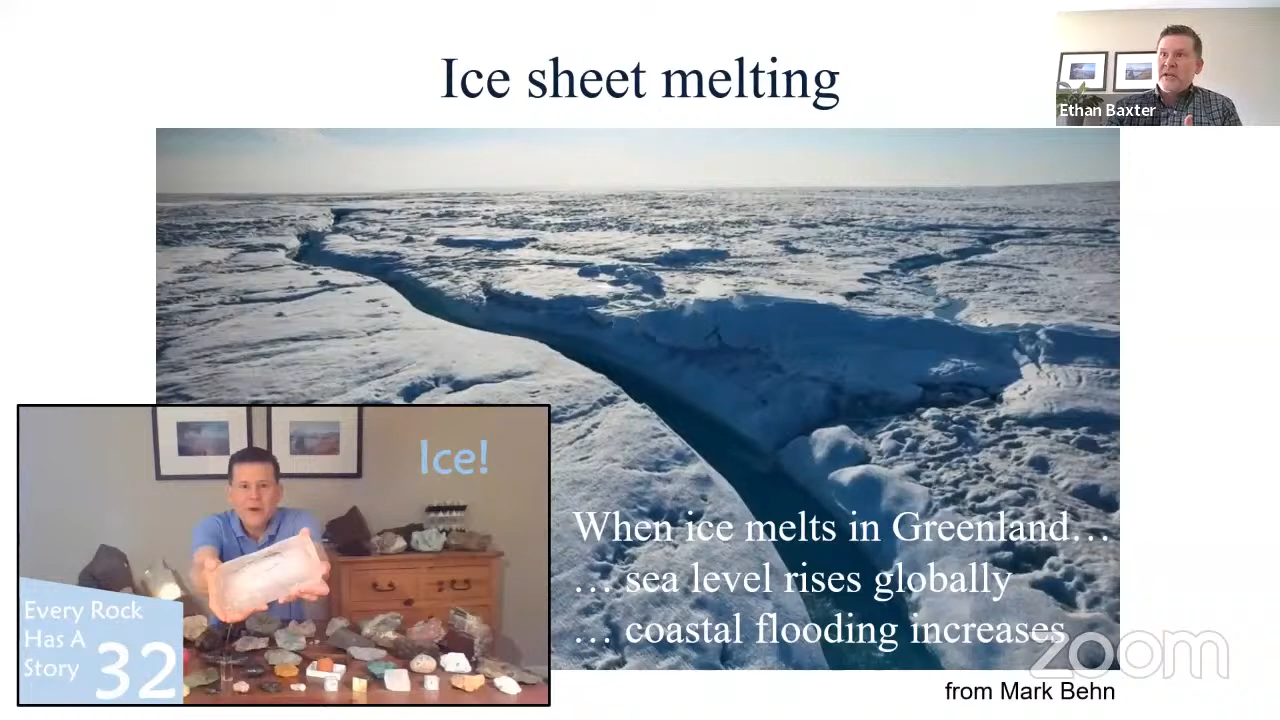 Ice sheet melting
Ethan Baxter
Ice!
When ice melts in Greenland…
… sea level rises globally
… coastal flooding increases
Every Rock
Has A
Story 32
zoom
from Mark Behn